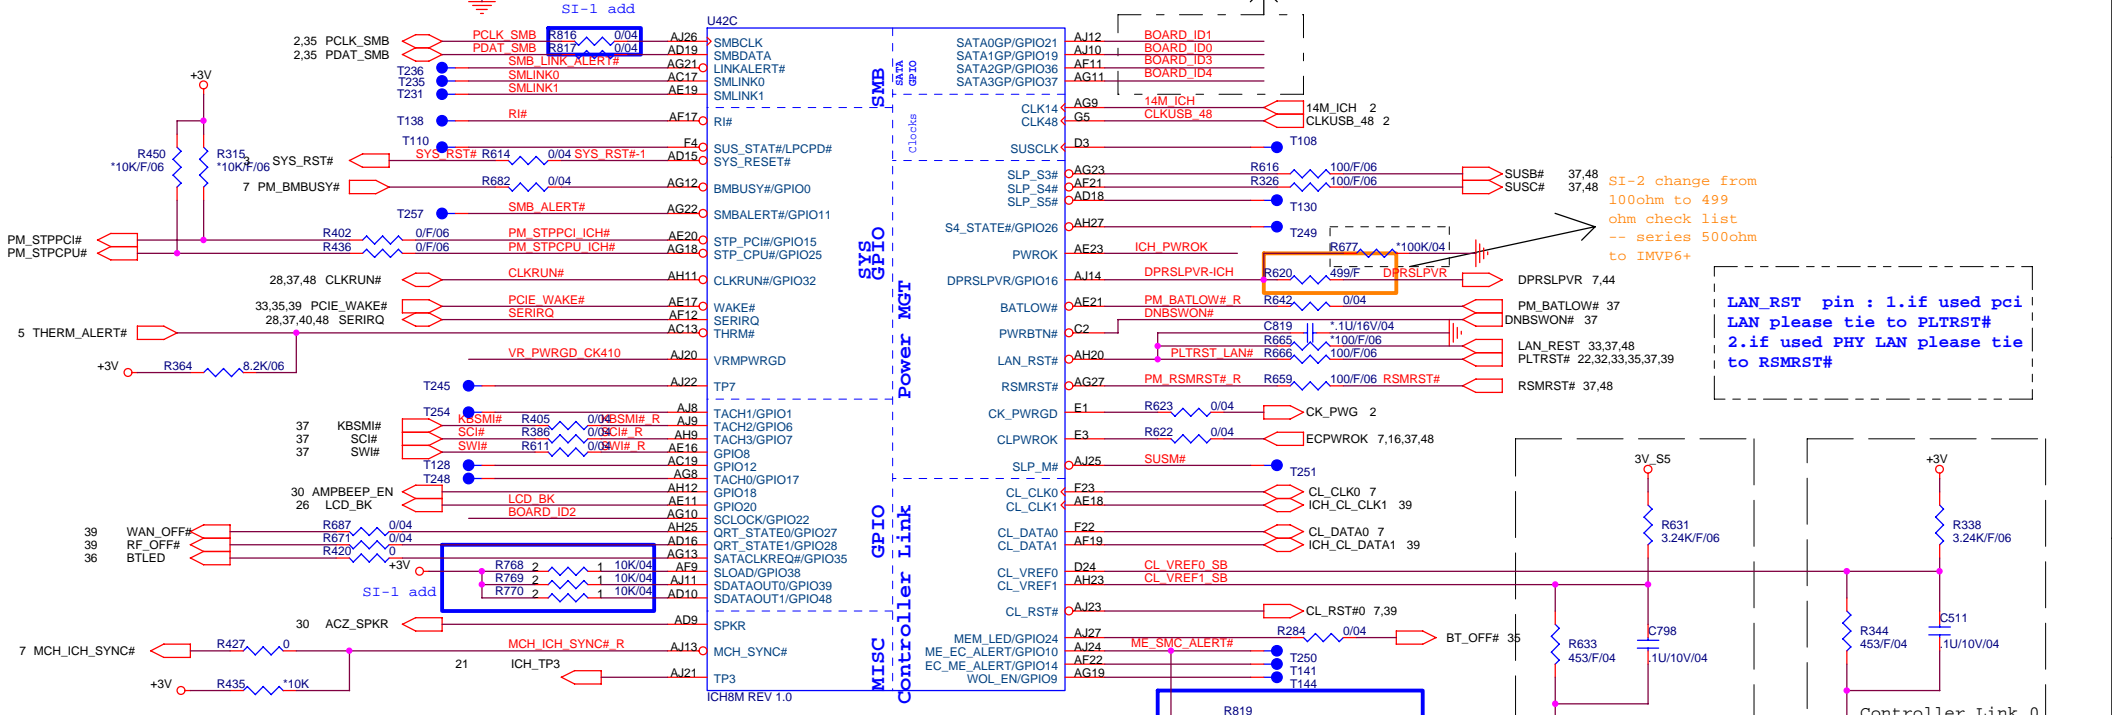 SI-1 add
U42C
2,35 PCLK_SMB PCLK_SMB R816 0/04 AJ26 SMBCLK
2,35 PDAT_SMB PDAT_SMB R817 0/04 AD19 SMBDATA
T236 SMB_LINK_ALERT# AG21 LINKALERT#
T235 SMLINK0 AC17 SMLINK0
T231 SMLINK1 AE19 SMLINK1
+3V
T138 RI# AF17 RI#
T110 F4 SUS_STAT#/LPCPD#
R450 *10K/F/06
R315 *10K/F/06
SYS_RST# SYS_RST# R614 0/04 SYS_RST#-1 AD15 SYS_RESET#
7 PM_BMBUSY# R682 0/04 AG12 BMBUSY#/GPIO0
T257 SMB_ALERT# AG22 SMBALERT#/GPIO11
PM_STPPCI# R402 0/F/06 PM_STPPCI_ICH# AE20 STP_PCI#/GPIO15
PM_STPCPU# R436 0/F/06 PM_STPCPU_ICH# AG18 STP_CPU#/GPIO25
28,37,48 CLKRUN# CLKRUN# AH11 CLKRUN#/GPIO32
33,35,39 PCIE_WAKE# PCIE_WAKE# AE17 WAKE#
28,37,40,48 SERIRQ SERIRQ AF12 SERIRQ
5 THERM_ALERT# AC13 THRM#
+3V R364 8.2K/06
VR_PWRGD_CK410 AJ20 VRMPWRGD
T245 AJ22 TP7
T254 AJ8 TACH1/GPIO1
37 KBSMI# KBSMI# R405 0/04 KBSMI#_R AJ9 TACH2/GPIO6
37 SCI# SCI# R386 0/04 SCI#_R AH9 TACH3/GPIO7
37 SWI# SWI# R611 0/04 SWI#_R AE16 GPIO8
T128 AC19 GPIO12
T248 AG8 TACH0/GPIO17
30 AMPBEEP_EN AH12 GPIO18
26 LCD_BK LCD_BK AE11 GPIO20
BOARD_ID2 AG10 SCLOCK/GPIO22
39 WAN_OFF# R687 0/04 AH25 QRT_STATE0/GPIO27
39 RF_OFF# R671 0/04 AD16 QRT_STATE1/GPIO28
36 BTLED R420 0 AG13 SATACLKREQ#/GPIO35
+3V R768 2 1 10K/04 AF9 SLOAD/GPIO38
R769 2 1 10K/04 AJ11 SDATAOUT0/GPIO39
SI-1 add R770 2 1 10K/04 AD10 SDATAOUT1/GPIO48
30 ACZ_SPKR AD9 SPKR
7 MCH_ICH_SYNC# R427 0 MCH_ICH_SYNC#_R AJ13 MCH_SYNC#
21 ICH_TP3 AJ21 TP3
+3V R435 *10K
ICH8M REV 1.0
SMB
SATA GPIO
Clocks
SYS GPIO
Power MGT
GPIO
Controller Link
MISC
SATA0GP/GPIO21 AJ12 BOARD_ID1
SATA1GP/GPIO19 AJ10 BOARD_ID0
SATA2GP/GPIO36 AF11 BOARD_ID3
SATA3GP/GPIO37 AG11 BOARD_ID4
CLK14 AG9 14M_ICH 14M_ICH 2
CLK48 G5 CLKUSB_48 CLKUSB_48 2
SUSCLK D3 T108
SLP_S3# AG23 R616 100/F/06 SUSB# 37,48
SLP_S4# AF21 R326 100/F/06 SUSC# 37,48
SLP_S5# AD18 T130
S4_STATE#/GPIO26 AH27 T249
PWROK AE23 ICH_PWROK R677 *100K/04
DPRSLPVR/GPIO16 AJ14 DPRSLPVR-ICH R620 499/F DPRSLPVR DPRSLPVR 7,44
BATLOW# AE21 PM_BATLOW#_R R642 0/04 PM_BATLOW# 37
DNBSWON# DNBSWON# 37
PWRBTN# C2 C819 *.1U/16V/04
R665 *100/F/06 LAN_REST 33,37,48
LAN_RST# AH20 PLTRST_LAN# R666 100/F/06 PLTRST# 22,32,33,35,37,39
RSMRST# AG27 PM_RSMRST#_R R659 100/F/06 RSMRST# RSMRST# 37,48
CK_PWRGD E1 R623 0/04 CK_PWG 2
CLPWROK E3 R622 0/04 ECPWROK 7,16,37,48
SLP_M# AJ25 SUSM# T251
CL_CLK0 F23 CL_CLK0 7
CL_CLK1 AE18 ICH_CL_CLK1 39
CL_DATA0 F22 CL_DATA0 7
CL_DATA1 AF19 ICH_CL_DATA1 39
CL_VREF0 D24 CL_VREF0_SB
CL_VREF1 AH23 CL_VREF1_SB
CL_RST# AJ23 CL_RST#0 7,39
MEM_LED/GPIO24 AJ27 R284 0/04 BT_OFF# 35
ME_EC_ALERT/GPIO10 AJ24 ME_SMC_ALERT# T250
EC_ME_ALERT/GPIO14 AF22 T141
WOL_EN/GPIO9 AG19 T144
R819
SI-2 change from
100ohm to 499
ohm check list
-- series 500ohm
to IMVP6+
LAN_RST pin : 1.if used pci
LAN please tie to PLTRST#
2.if used PHY LAN please tie
to RSMRST#
3V_S5
R631
3.24K/F/06
R633
453/F/04
C798
.1U/10V/04
+3V
R338
3.24K/F/06
R344
453/F/04
C511
.1U/10V/04
Controller Link 0